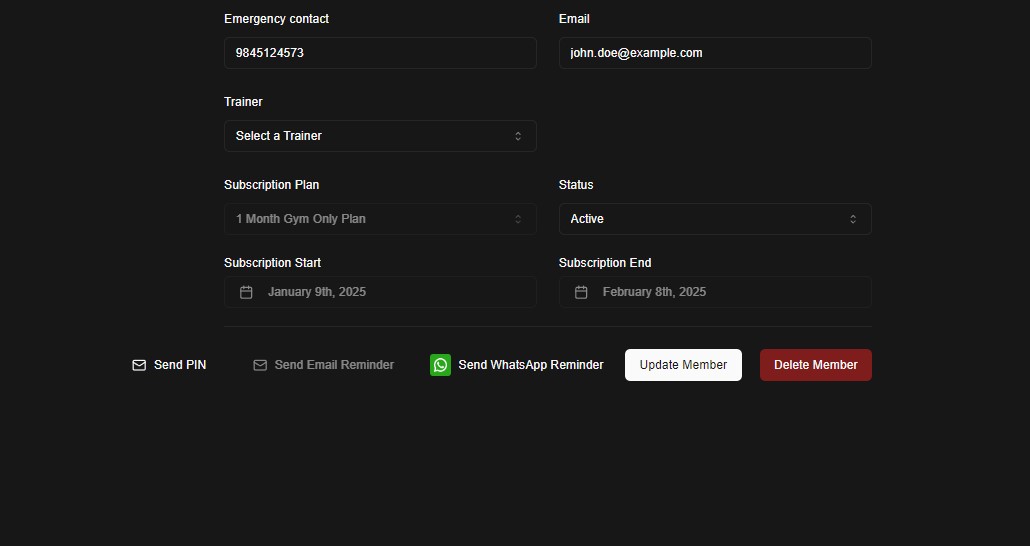 Emergency contact Email
9845124573 john.doe@example.com
Trainer
Select a Trainer
Subscription Plan Status
1 Month Gym Only Plan Active
Subscription Start Subscription End
January 9th, 2025 February 8th, 2025
Send PIN Send Email Reminder Send WhatsApp Reminder Update Member Delete Member